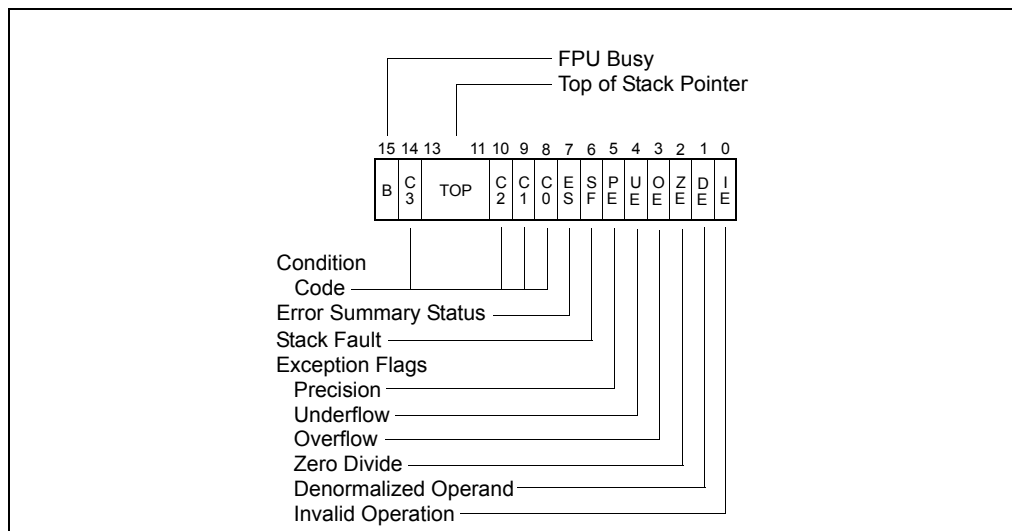 FPU Busy
Top of Stack Pointer
15 14 13 11 10 9 8 7 6 5 4 3 2 1 0
B C3 TOP C2 C1 C0 ES SF PE UE OE ZE DE IE
Condition
Code
Error Summary Status
Stack Fault
Exception Flags
Precision
Underflow
Overflow
Zero Divide
Denormalized Operand
Invalid Operation